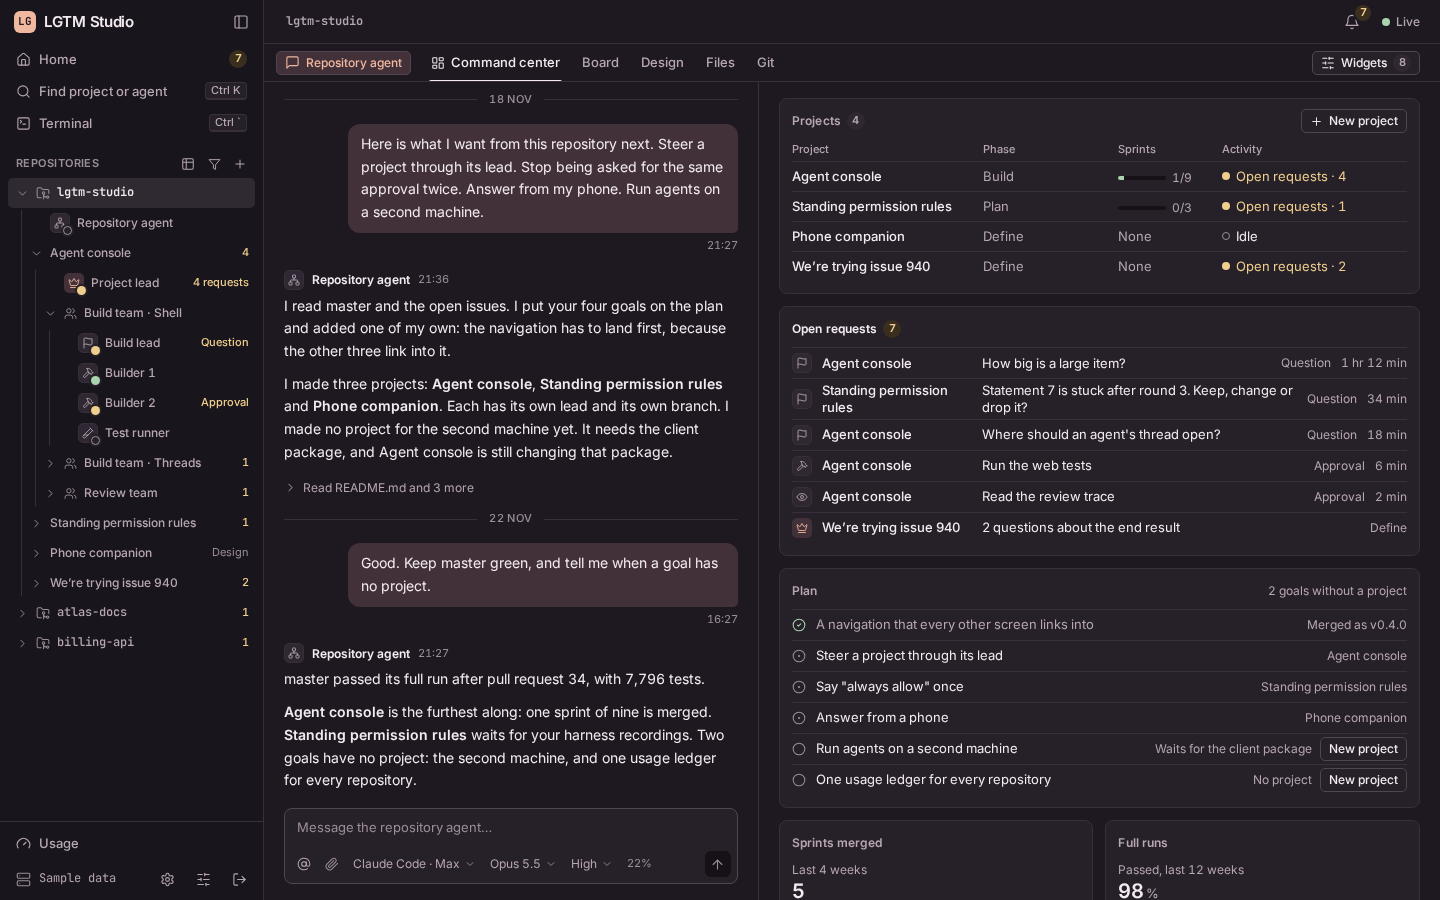 LG LGTM Studio
Home 7
Find project or agent Ctrl K
Terminal Ctrl `
REPOSITORIES
lgtm-studio
Repository agent
Agent console 4
Project lead 4 requests
Build team · Shell
Build lead Question
Builder 1
Builder 2 Approval
Test runner
Build team · Threads 1
Review team 1
Standing permission rules 1
Phone companion Design
We're trying issue 940 2
atlas-docs 1
billing-api 1
Usage
Sample data
lgtm-studio
7 Live
Repository agent Command center Board Design Files Git
Widgets 8
18 NOV
Here is what I want from this repository next. Steer a
project through its lead. Stop being asked for the same
approval twice. Answer from my phone. Run agents on
a second machine.
21:27
Repository agent 21:36
I read master and the open issues. I put your four goals on the plan
and added one of my own: the navigation has to land first, because
the other three link into it.
I made three projects: Agent console, Standing permission rules
and Phone companion. Each has its own lead and its own branch. I
made no project for the second machine yet. It needs the client
package, and Agent console is still changing that package.
Read README.md and 3 more
22 NOV
Good. Keep master green, and tell me when a goal has
no project.
16:27
Repository agent 21:27
master passed its full run after pull request 34, with 7,796 tests.
Agent console is the furthest along: one sprint of nine is merged.
Standing permission rules waits for your harness recordings. Two
goals have no project: the second machine, and one usage ledger
for every repository.
Message the repository agent...
Claude Code · Max Opus 5.5 High 22%
Projects 4 New project
Project Phase Sprints Activity
Agent console Build 1/9 Open requests · 4
Standing permission rules Plan 0/3 Open requests · 1
Phone companion Define None Idle
We're trying issue 940 Define None Open requests · 2
Open requests 7
Agent console How big is a large item? Question 1 hr 12 min
Standing permission rules Statement 7 is stuck after round 3. Keep, change or drop it? Question 34 min
Agent console Where should an agent's thread open? Question 18 min
Agent console Run the web tests Approval 6 min
Agent console Read the review trace Approval 2 min
We're trying issue 940 2 questions about the end result Define
Plan 2 goals without a project
A navigation that every other screen links into Merged as v0.4.0
Steer a project through its lead Agent console
Say "always allow" once Standing permission rules
Answer from a phone Phone companion
Run agents on a second machine Waits for the client package New project
One usage ledger for every repository No project New project
Sprints merged
Last 4 weeks
5
Full runs
Passed, last 12 weeks
98 %